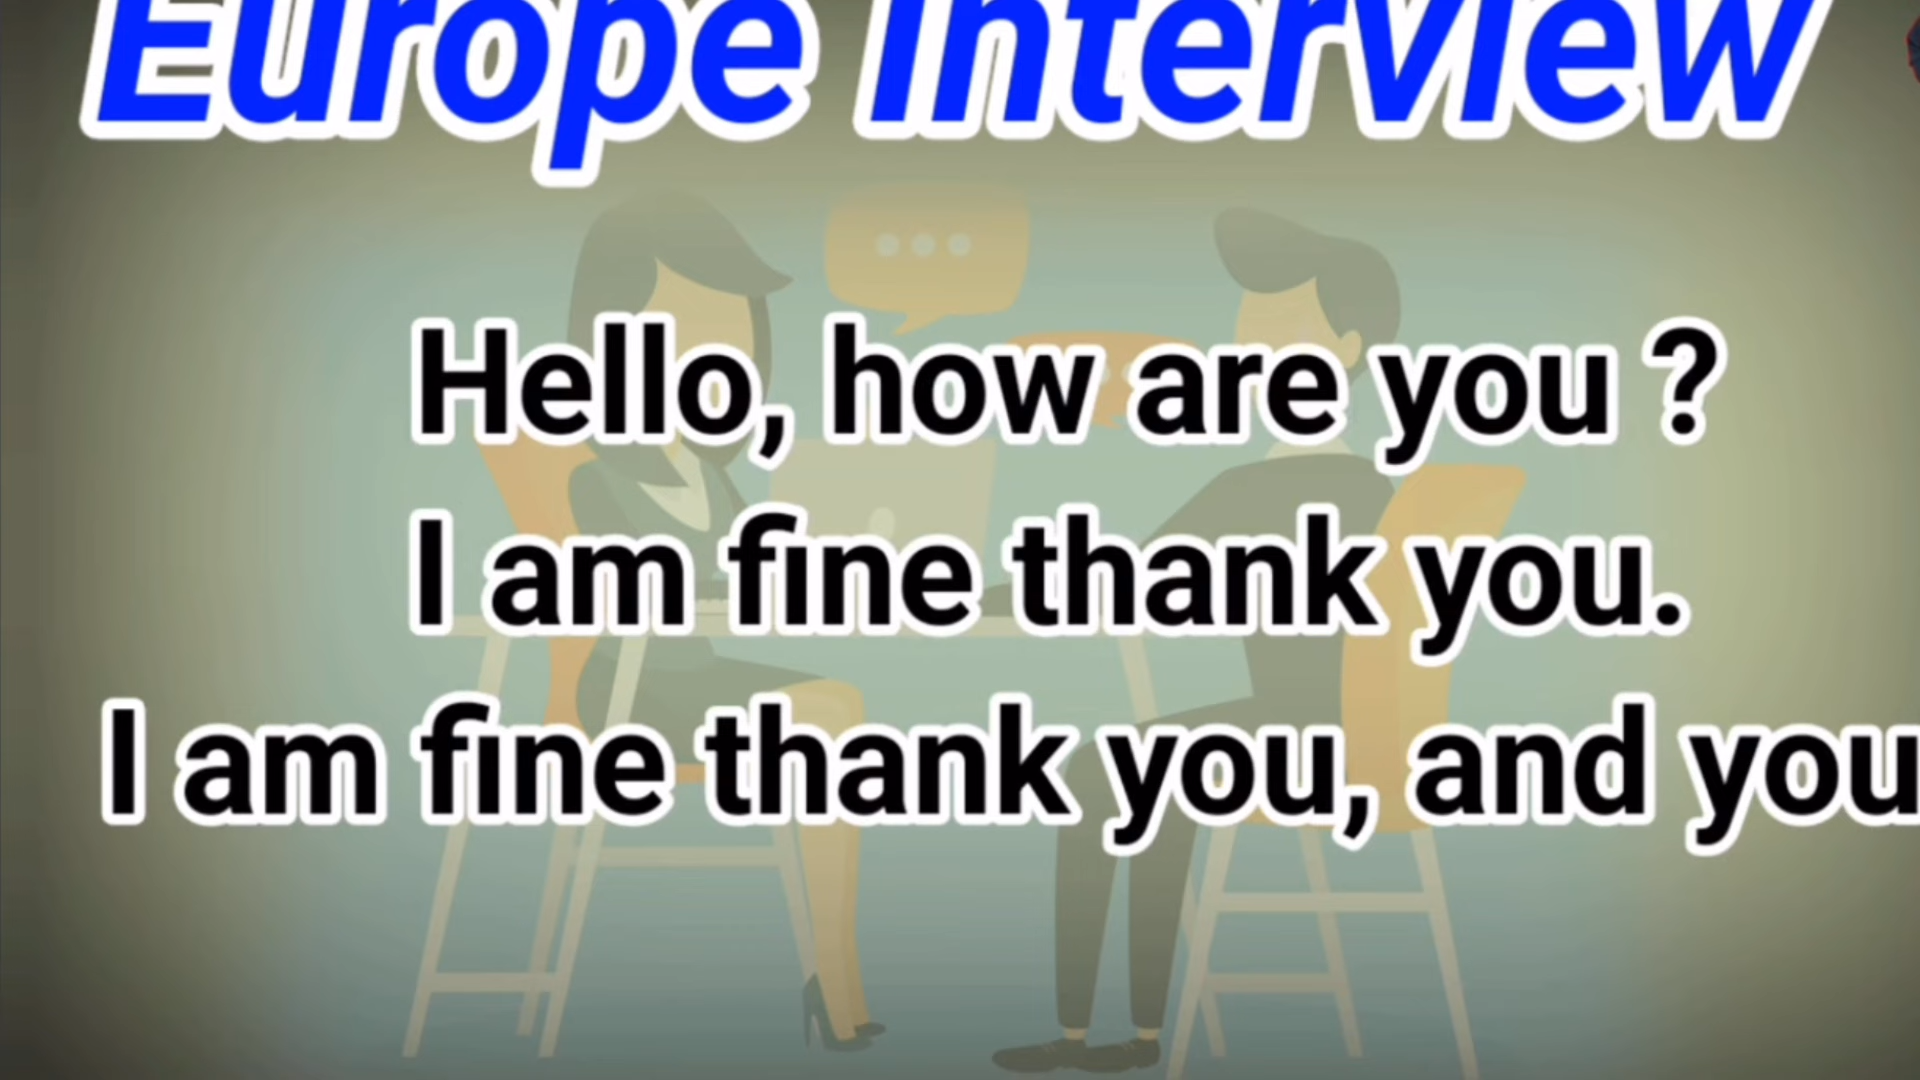 Europe Interview
Hello, how are you ?
I am fine thank you.
I am fine thank you, and you